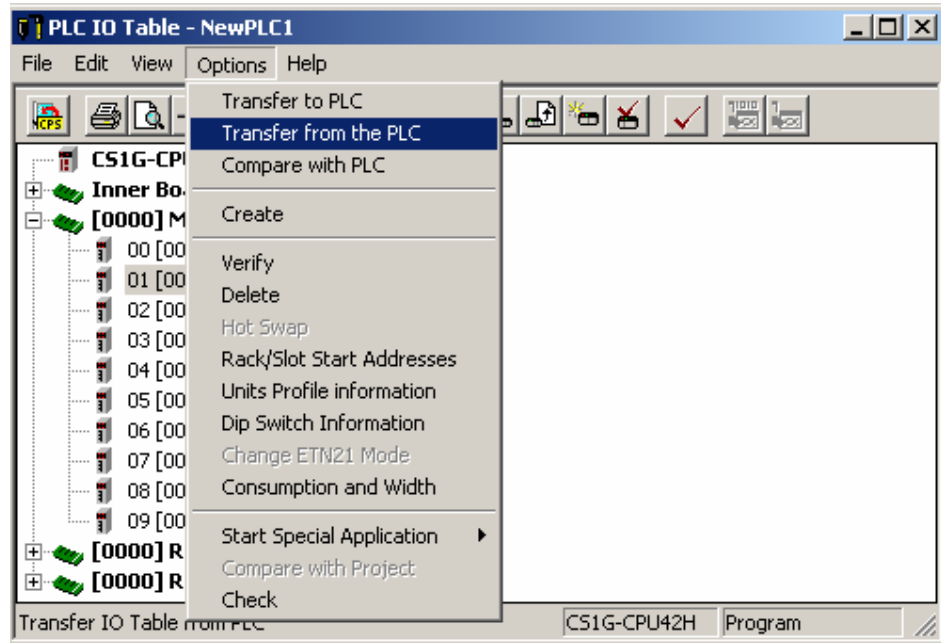 PLC IO Table - NewPLC1
File Edit View Options Help
CPS
Transfer to PLC
Transfer from the PLC
CS1G-CP
Compare with PLC
Inner Bo
[0000] M
Create
00 [00
Verify
01 [00
Delete
02 [00
Hot Swap
03 [00
Rack/Slot Start Addresses
04 [00
Units Profile information
05 [00
Dip Switch Information
06 [00
Change ETN21 Mode
07 [00
Consumption and Width
08 [00
09 [00
Start Special Application
[0000] R
Compare with Project
[0000] R
Check
Transfer IO Table from PLC CS1G-CPU42H Program